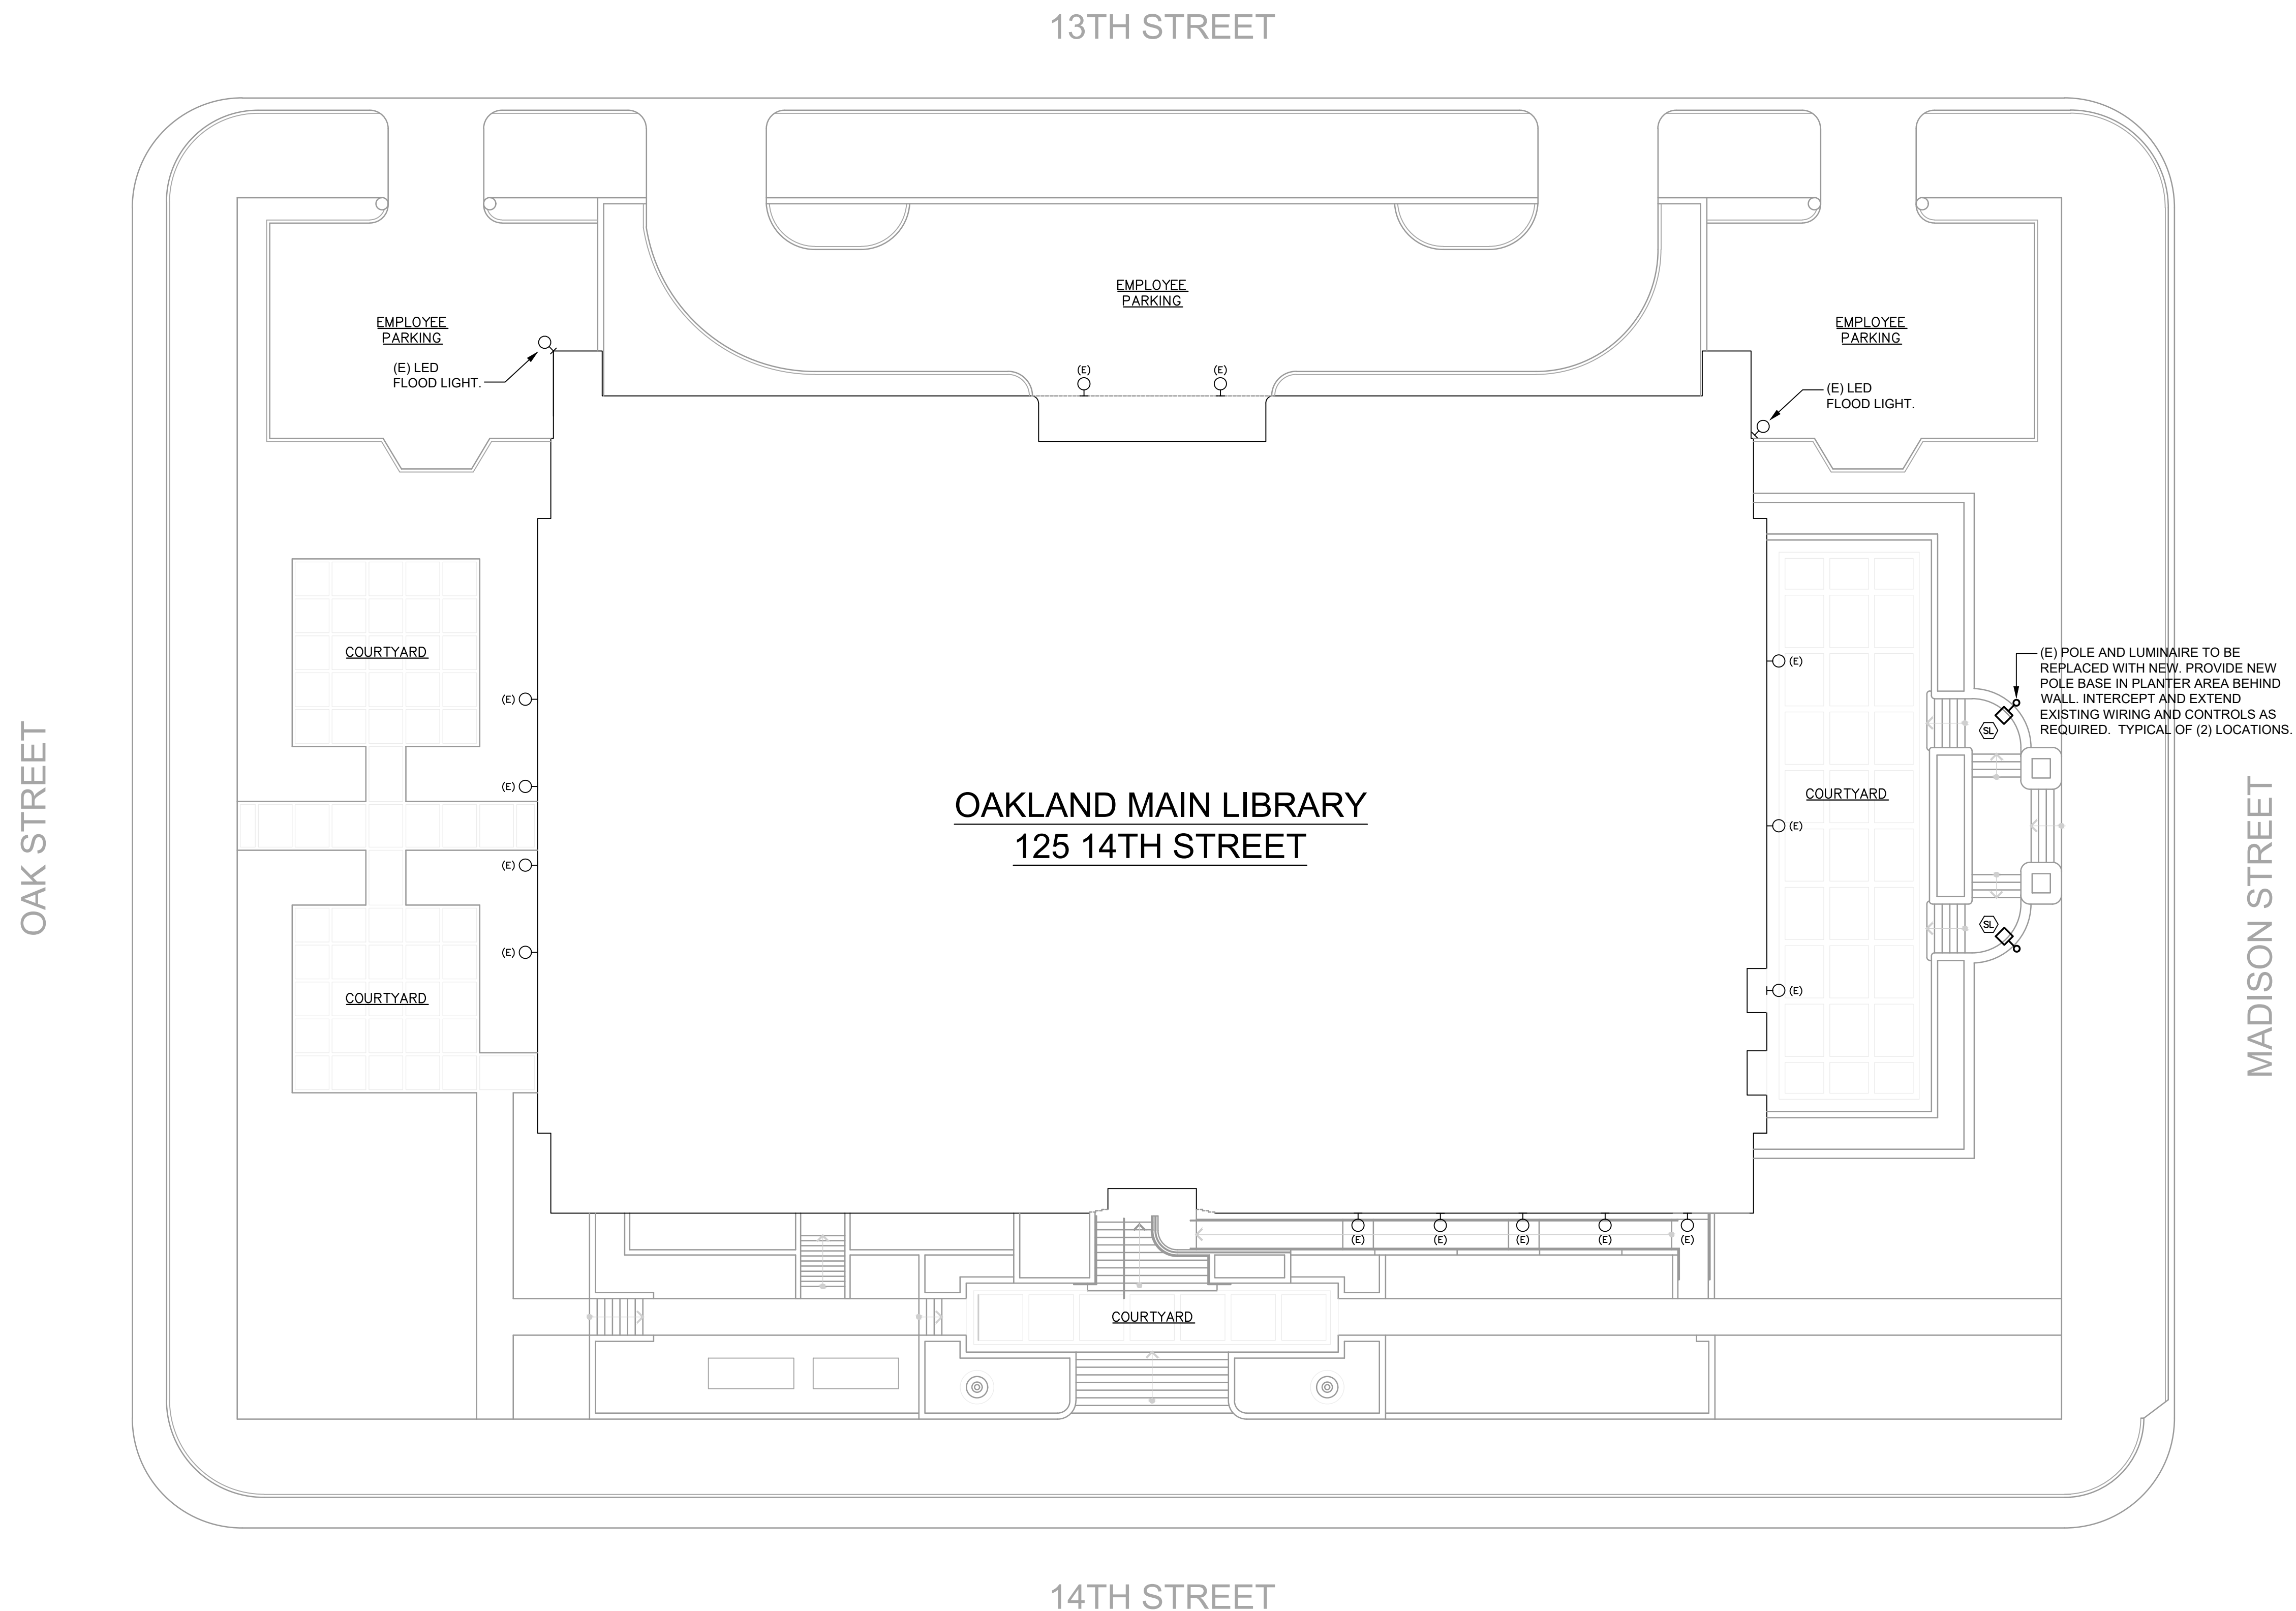 13TH STREET
EMPLOYEE
PARKING
EMPLOYEE
PARKING
EMPLOYEE
PARKING
(E) LED
FLOOD LIGHT.
(E)
(E)
(E) LED
FLOOD LIGHT.
COURTYARD
(E)
(E)
(E)
(E)
COURTYARD
OAK STREET
OAKLAND MAIN LIBRARY
125 14TH STREET
(E)
(E)
(E)
COURTYARD
(E) POLE AND LUMINAIRE TO BE
REPLACED WITH NEW. PROVIDE NEW
POLE BASE IN PLANTER AREA BEHIND
WALL. INTERCEPT AND EXTEND
EXISTING WIRING AND CONTROLS AS
REQUIRED. TYPICAL OF (2) LOCATIONS.
SL
SL
MADISON STREET
(E)
(E)
(E)
(E)
(E)
COURTYARD
14TH STREET